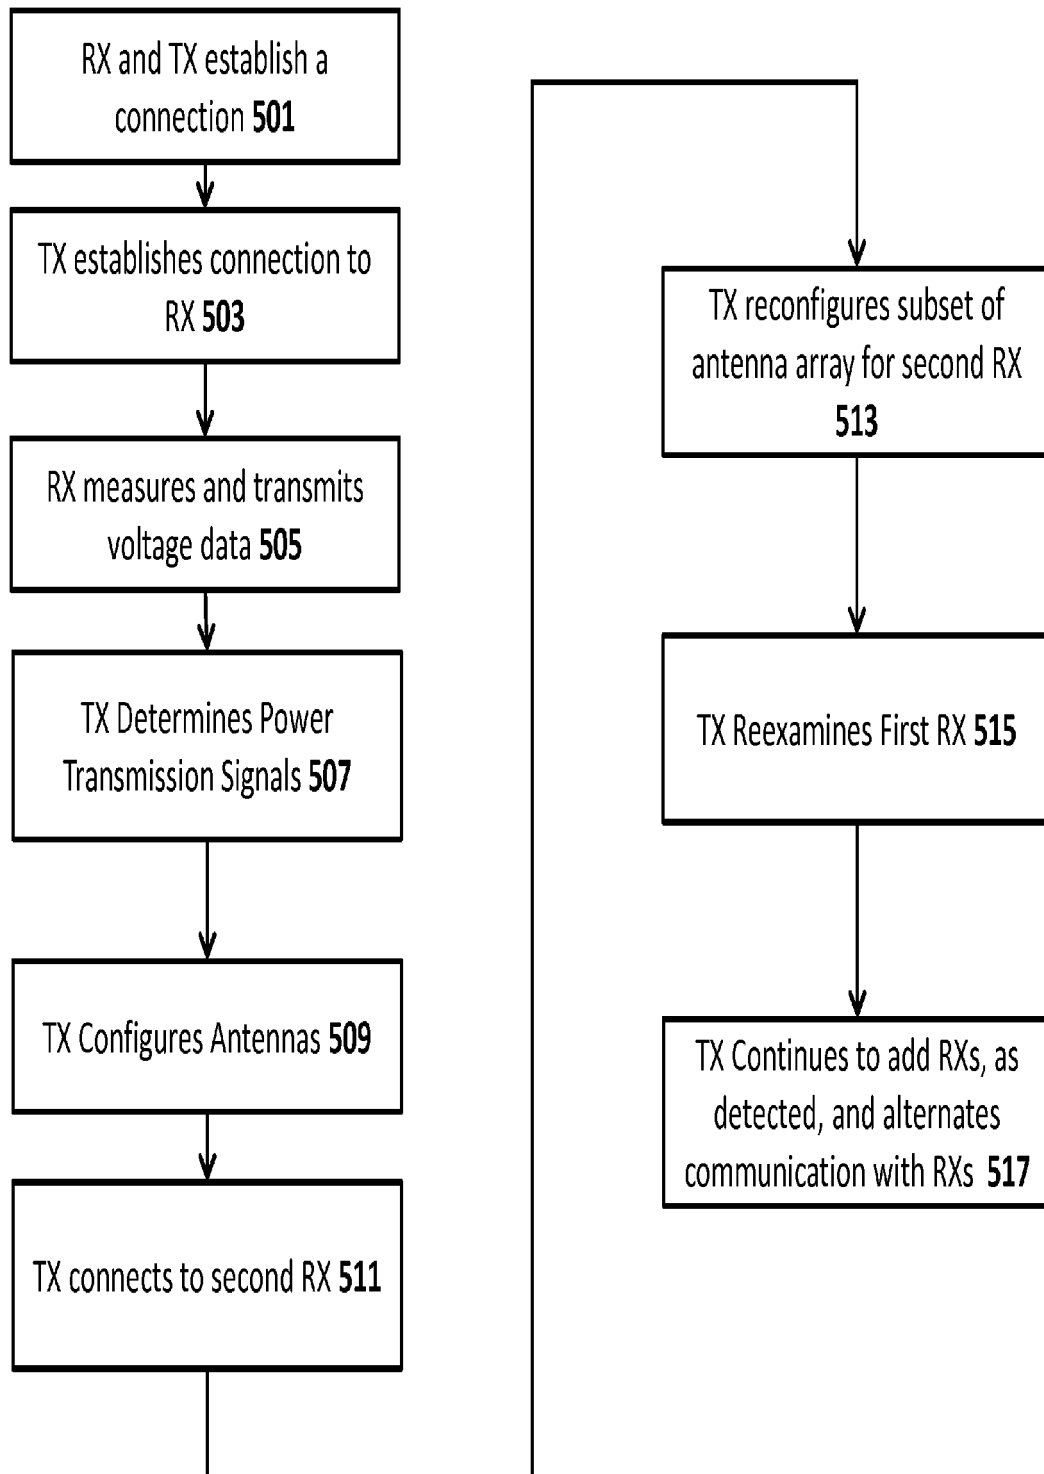 RX and TX establish a
connection 501
TX establishes connection to
RX 503
RX measures and transmits
voltage data 505
TX Determines Power
Transmission Signals 507
TX Configures Antennas 509
TX connects to second RX 511
TX reconfigures subset of
antenna array for second RX
513
TX Reexamines First RX 515
TX Continues to add RXs, as
detected, and alternates
communication with RXs 517